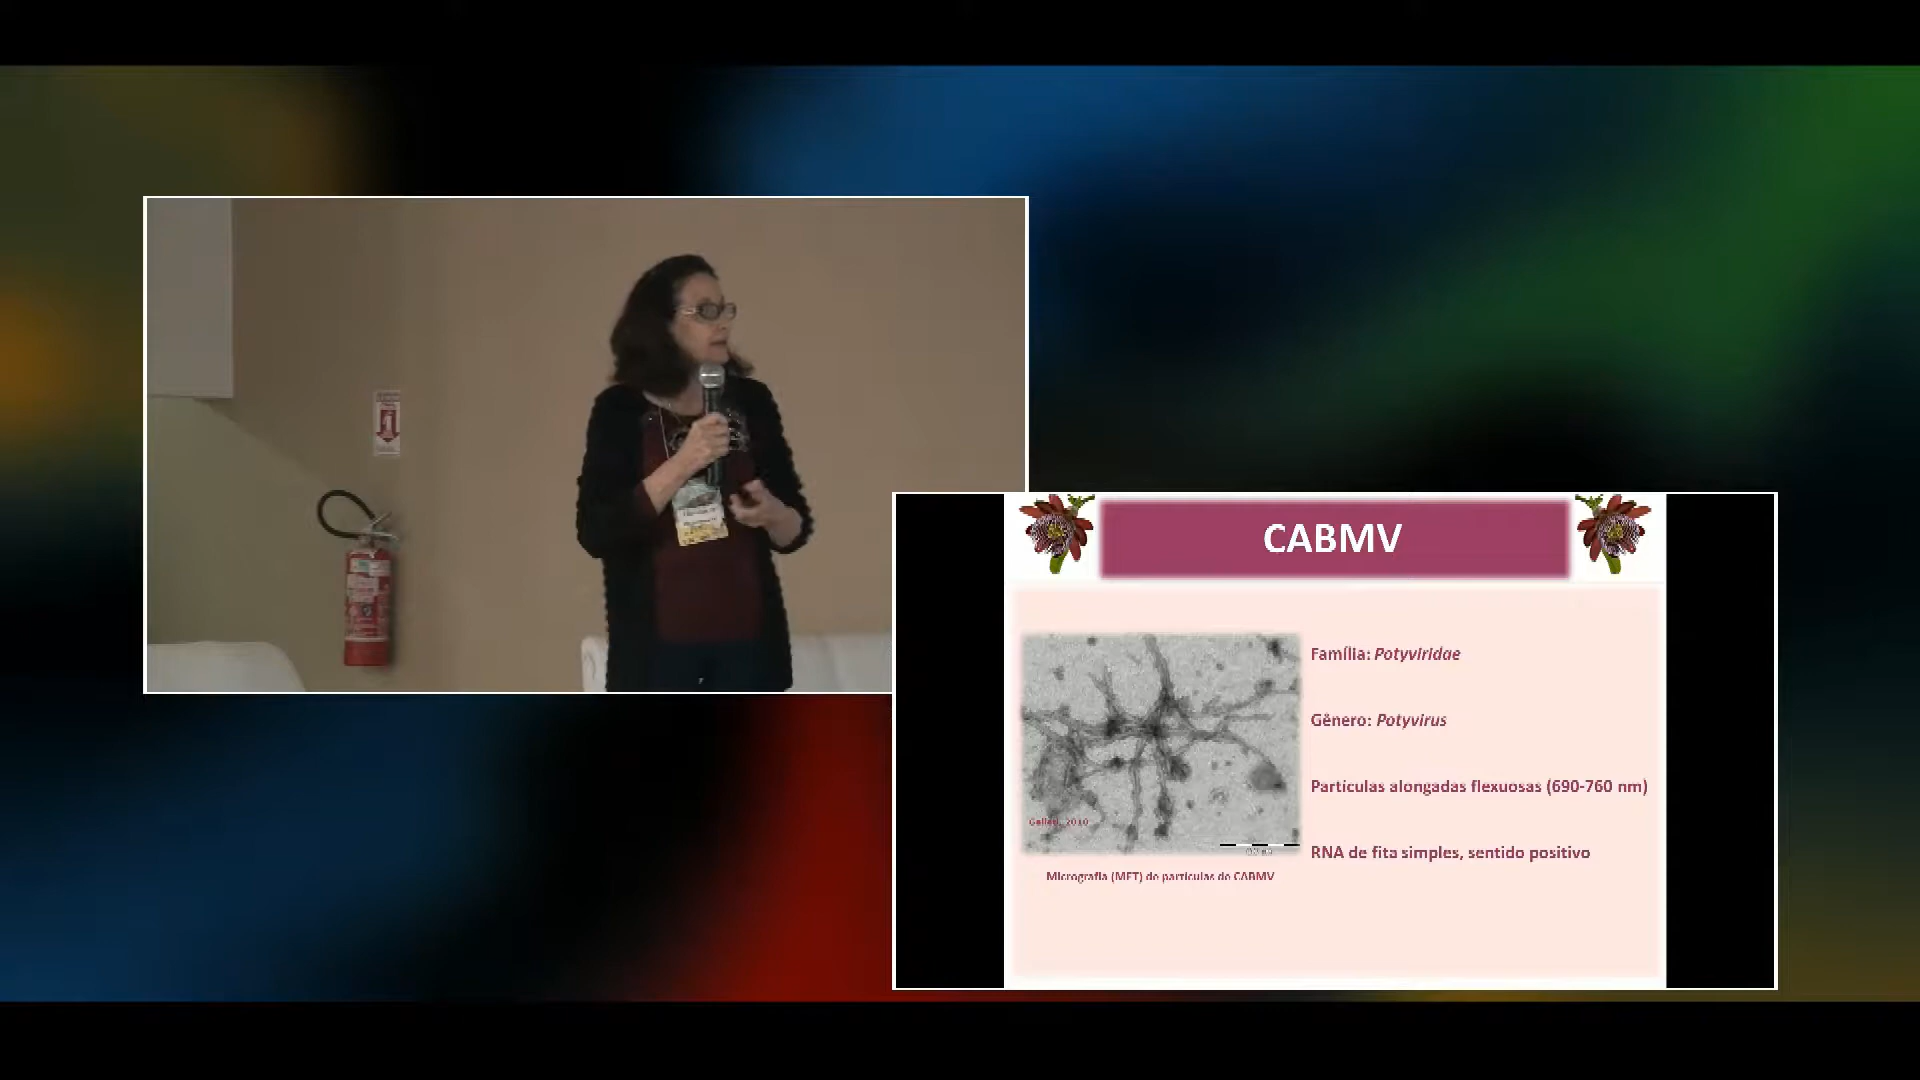 CABMV
Família: Potyviridae
Gênero: Potyvirus
Partículas alongadas flexuosas (690-760 nm)
RNA de fita simples, sentido positivo
Micrografia (MET) de partículas de CABMV